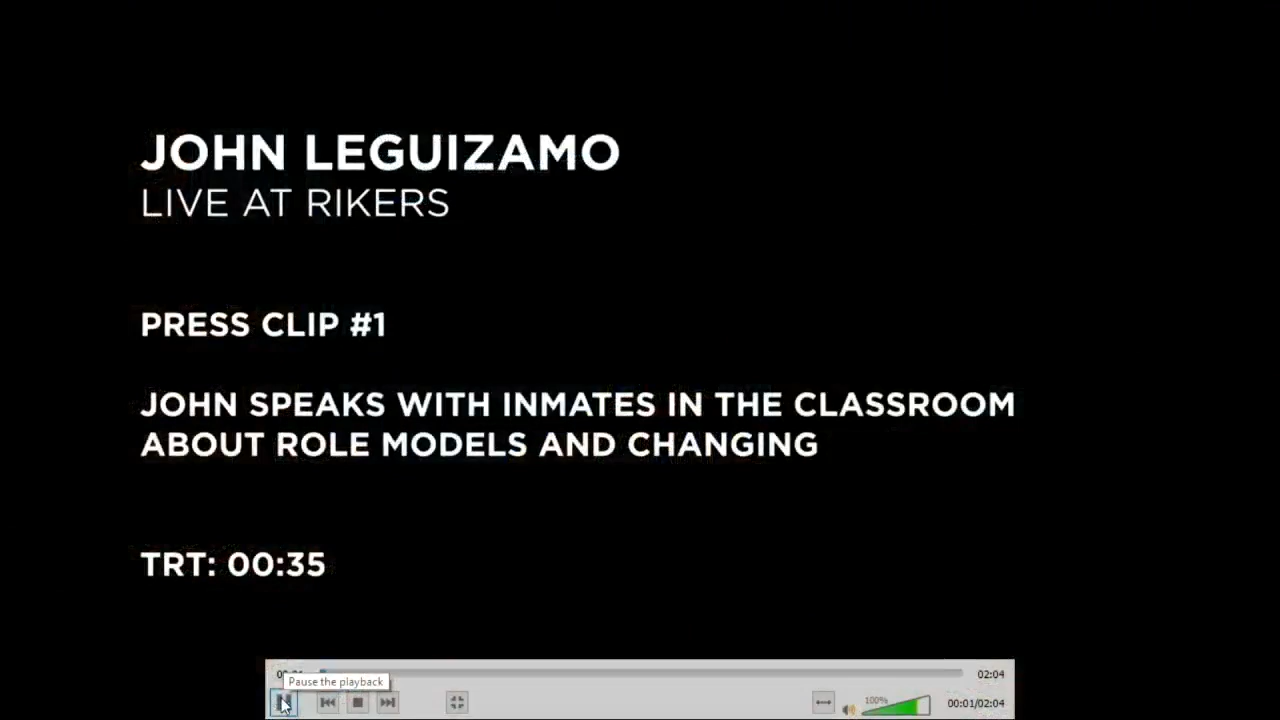 JOHN LEGUIZAMO
LIVE AT RIKERS
PRESS CLIP #1
JOHN SPEAKS WITH INMATES IN THE CLASSROOM
ABOUT ROLE MODELS AND CHANGING
TRT: 00:35
02:04
Pause the playback
100%
00:01/02:04